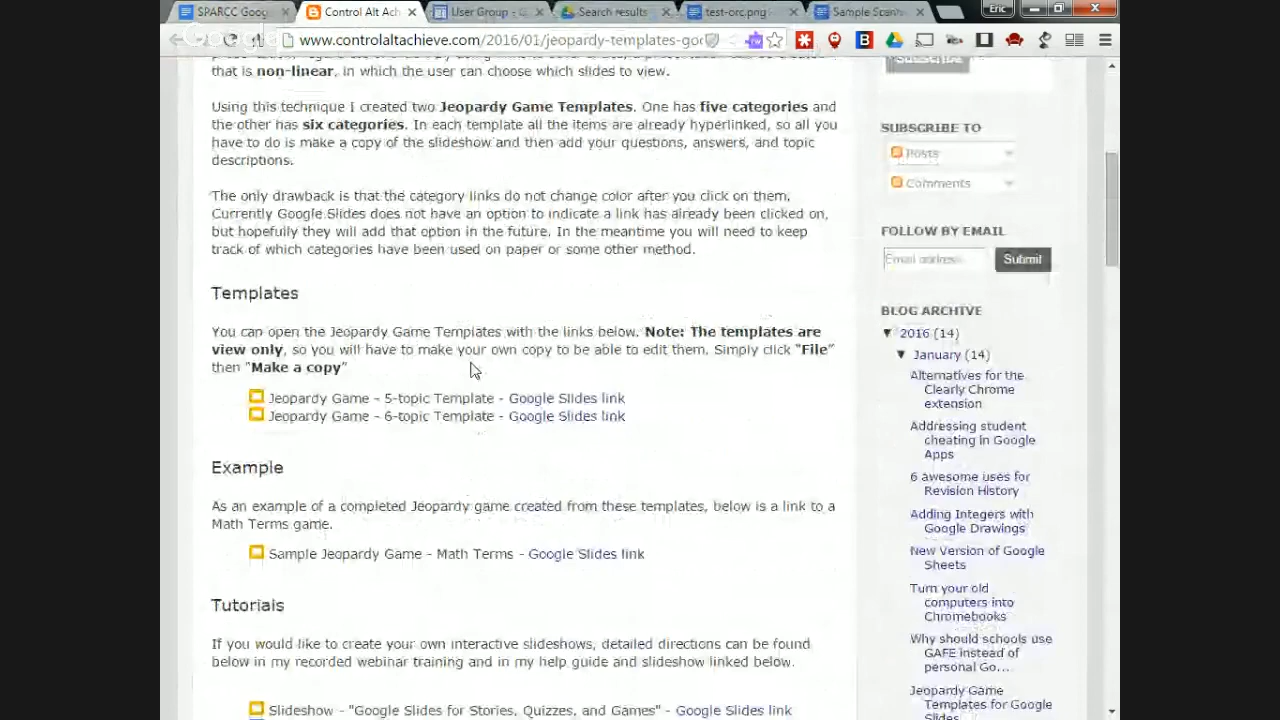 SPARCC Goog
Control Alt Ach
User Group - G
Search results
test-orc.png
Sample Scan
Eric
www.controlaltachieve.com/2016/01/jeopardy-templates-goo
that is non-linear, in which the user can choose which slides to view.
Using this technique I created two Jeopardy Game Templates. One has five categories and
the other has six categories. In each template all the items are already hyperlinked, so all you
have to do is make a copy of the slideshow and then add your questions, answers, and topic
descriptions.
The only drawback is that the category links do not change color after you click on them.
Currently Google Slides does not have an option to indicate a link has already been clicked on,
but hopefully they will add that option in the future. In the meantime you will need to keep
track of which categories have been used on paper or some other method.
Templates
You can open the Jeopardy Game Templates with the links below. Note: The templates are
view only, so you will have to make your own copy to be able to edit them. Simply click "File"
then "Make a copy"
Jeopardy Game - 5-topic Template - Google Slides link
Jeopardy Game - 6-topic Template - Google Slides link
Example
As an example of a completed Jeopardy game created from these templates, below is a link to a
Math Terms game.
Sample Jeopardy Game - Math Terms - Google Slides link
Tutorials
If you would like to create your own interactive slideshows, detailed directions can be found
below in my recorded webinar training and in my help guide and slideshow linked below.
Slideshow - "Google Slides for Stories, Quizzes, and Games" - Google Slides link
Subscribe
SUBSCRIBE TO
Posts
Comments
FOLLOW BY EMAIL
Email address...
Submit
BLOG ARCHIVE
▼ 2016 (14)
▼ January (14)
Alternatives for the
Clearly Chrome
extension
Addressing student
cheating in Google
Apps
6 awesome uses for
Revision History
Adding Integers with
Google Drawings
New Version of Google
Sheets
Turn your old
computers into
Chromebooks
Why should schools use
GAFE instead of
personal Go...
Jeopardy Game
Templates for Google
Slides